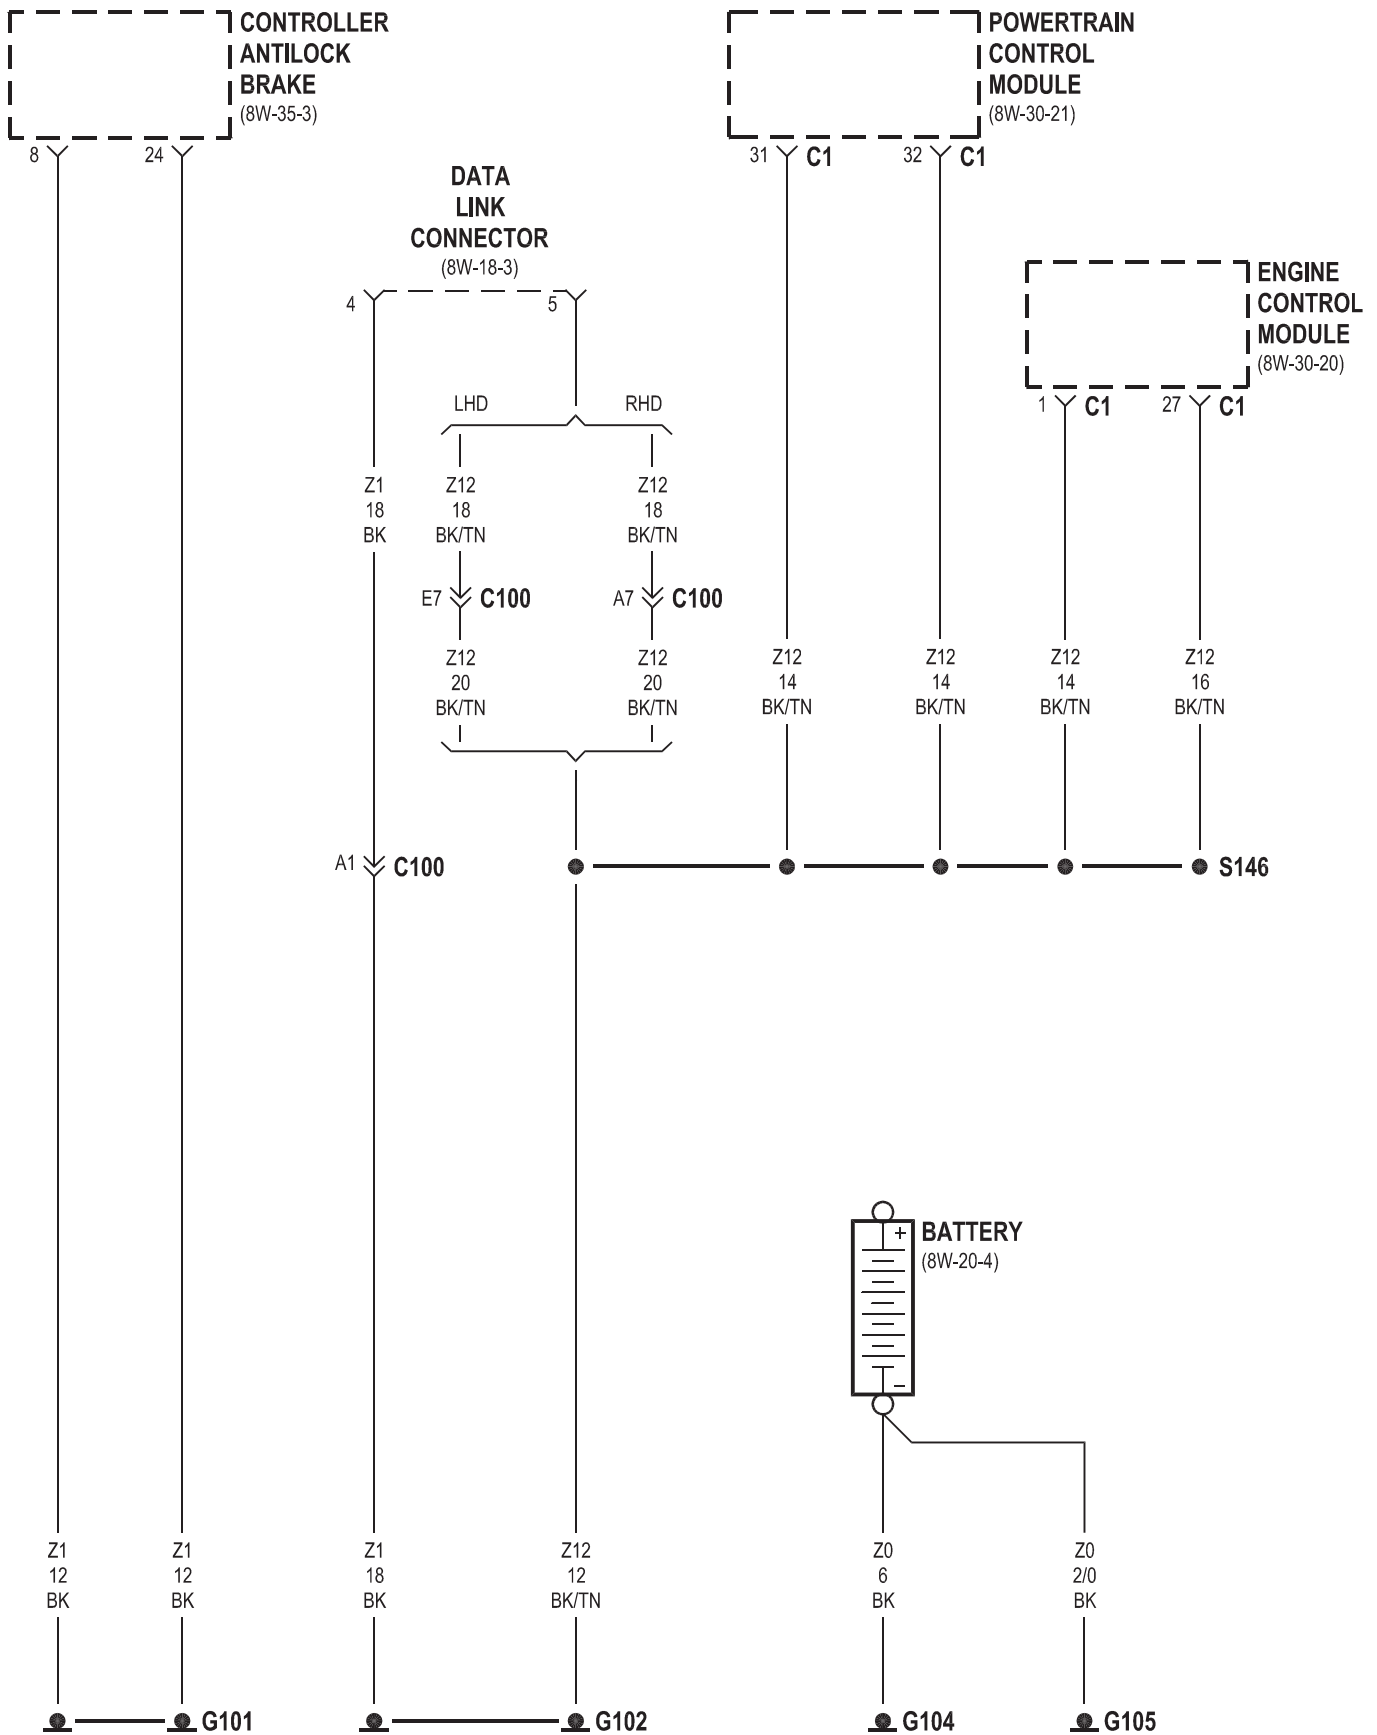 CONTROLLER
ANTILOCK
BRAKE
(8W-35-3)
8
24
POWERTRAIN
CONTROL
MODULE
(8W-30-21)
31
C1
32
C1
DATA
LINK
CONNECTOR
(8W-18-3)
4
5
ENGINE
CONTROL
MODULE
(8W-30-20)
1
C1
27
C1
LHD
RHD
Z1
18
BK
Z12
18
BK/TN
Z12
18
BK/TN
E7
C100
A7
C100
Z12
20
BK/TN
Z12
20
BK/TN
Z12
14
BK/TN
Z12
14
BK/TN
Z12
14
BK/TN
Z12
16
BK/TN
A1
C100
S146
BATTERY
(8W-20-4)
+
−
Z1
12
BK
Z1
12
BK
Z1
18
BK
Z12
12
BK/TN
Z0
6
BK
Z0
2/0
BK
G101
G102
G104
G105